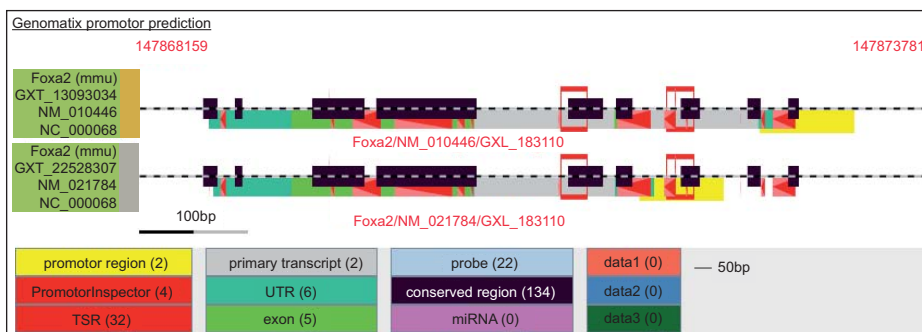 Genomatix promotor prediction
147868159
147873781
Foxa2 (mmu)
GXT_13093034
NM_010446
NC_000068
Foxa2/NM_010446/GXL_183110
Foxa2 (mmu)
GXT_22528307
NM_021784
NC_000068
Foxa2/NM_021784/GXL_183110
100bp
promotor region (2)
primary transcript (2)
probe (22)
data1 (0)
50bp
PromotorInspector (4)
UTR (6)
conserved region (134)
data2 (0)
TSR (32)
exon (5)
miRNA (0)
data3 (0)